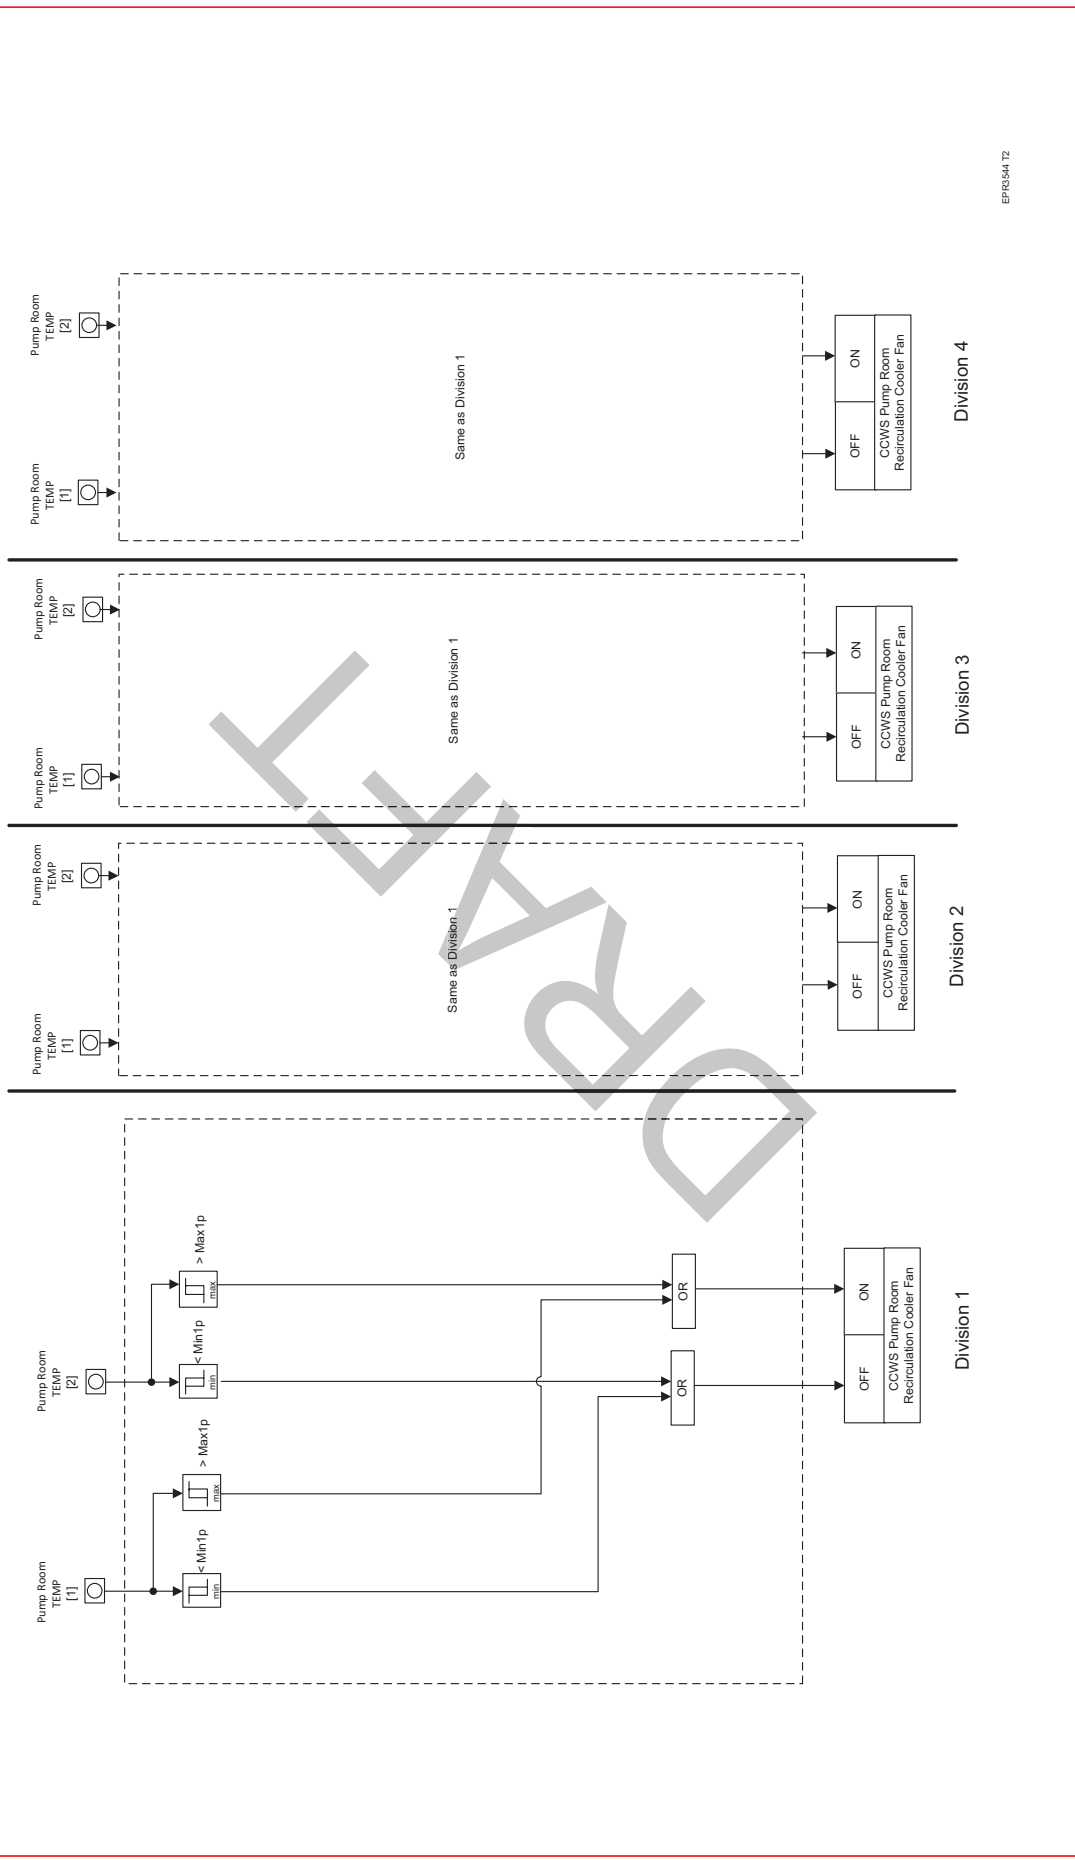 Pump Room
TEMP
[1]
Pump Room
TEMP
[2]
< Min1p
min
> Max1p
max
< Min1p
min
> Max1p
max
OR
OR
OFF
ON
CCWS Pump Room
Recirculation Cooler Fan
Division 1
Pump Room
TEMP
[1]
Pump Room
TEMP
[2]
Same as Division 1
OFF
ON
CCWS Pump Room
Recirculation Cooler Fan
Division 2
Pump Room
TEMP
[1]
Pump Room
TEMP
[2]
Same as Division 1
OFF
ON
CCWS Pump Room
Recirculation Cooler Fan
Division 3
Pump Room
TEMP
[1]
Pump Room
TEMP
[2]
Same as Division 1
OFF
ON
CCWS Pump Room
Recirculation Cooler Fan
Division 4
EPR3544 T2
DRAFT